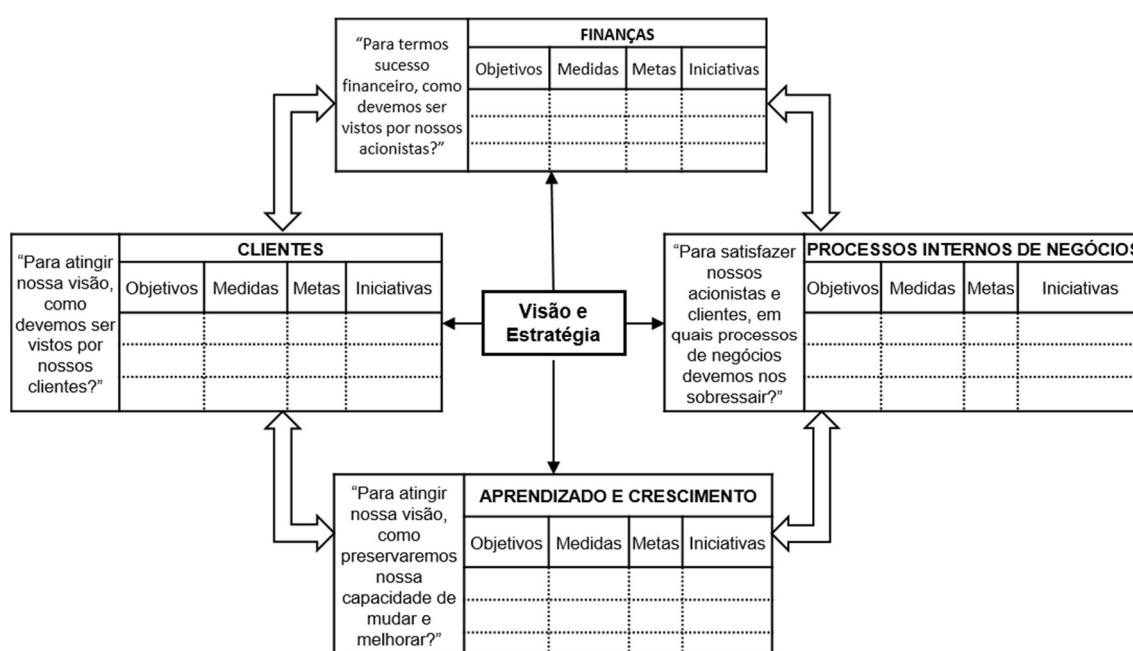 “Para termos
sucesso
financeiro, como
devemos ser
vistos por nossos
acionistas?”
FINANÇAS
Objetivos Medidas Metas Iniciativas
“Para atingir
nossa visão,
como
devemos ser
vistos por
nossos
clientes?”
CLIENTES
Objetivos Medidas Metas Iniciativas
Visão e
Estratégia
“Para satisfazer
nossos
acionistas e
clientes, em
quais processos
de negócios
devemos nos
sobressair?”
PROCESSOS INTERNOS DE NEGÓCIOS
Objetivos Medidas Metas Iniciativas
“Para atingir
nossa visão,
como
preservaremos
nossa
capacidade de
mudar e
melhorar?”
APRENDIZADO E CRESCIMENTO
Objetivos Medidas Metas Iniciativas